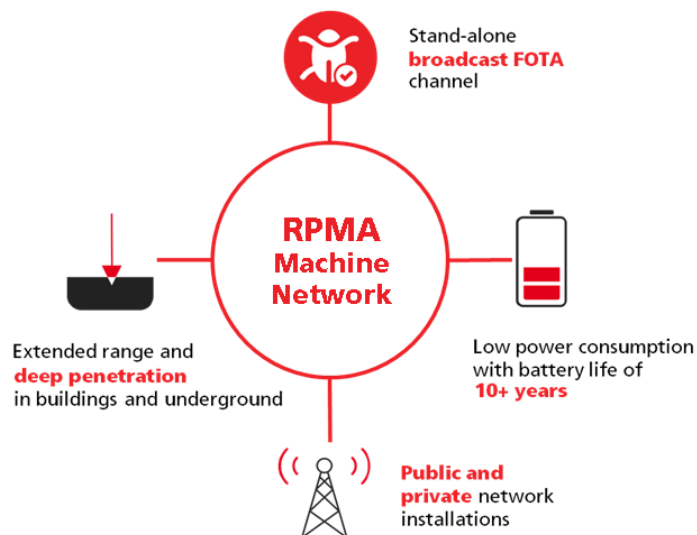 Stand-alone
broadcast FOTA
channel
RPMA
Machine
Network
Extended range and
deep penetration
in buildings and underground
Low power consumption
with battery life of
10+ years
Public and
private network
installations